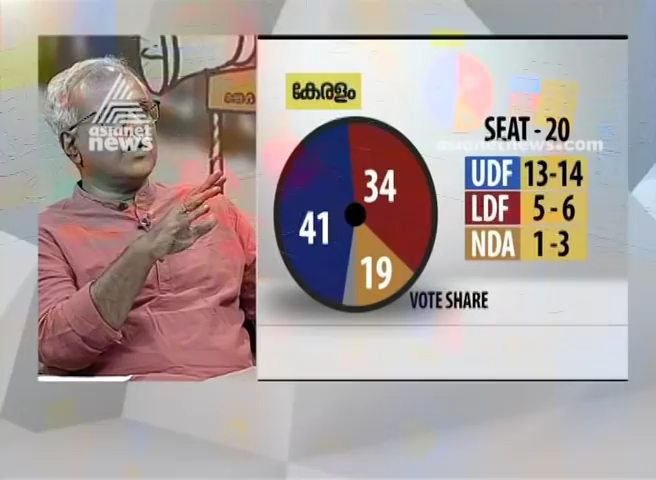 കേരളം
asianet
news
SEAT - 20
asianetnews.com
UDF 13-14
LDF 5-6
NDA 1-3
34
41
19
VOTE SHARE